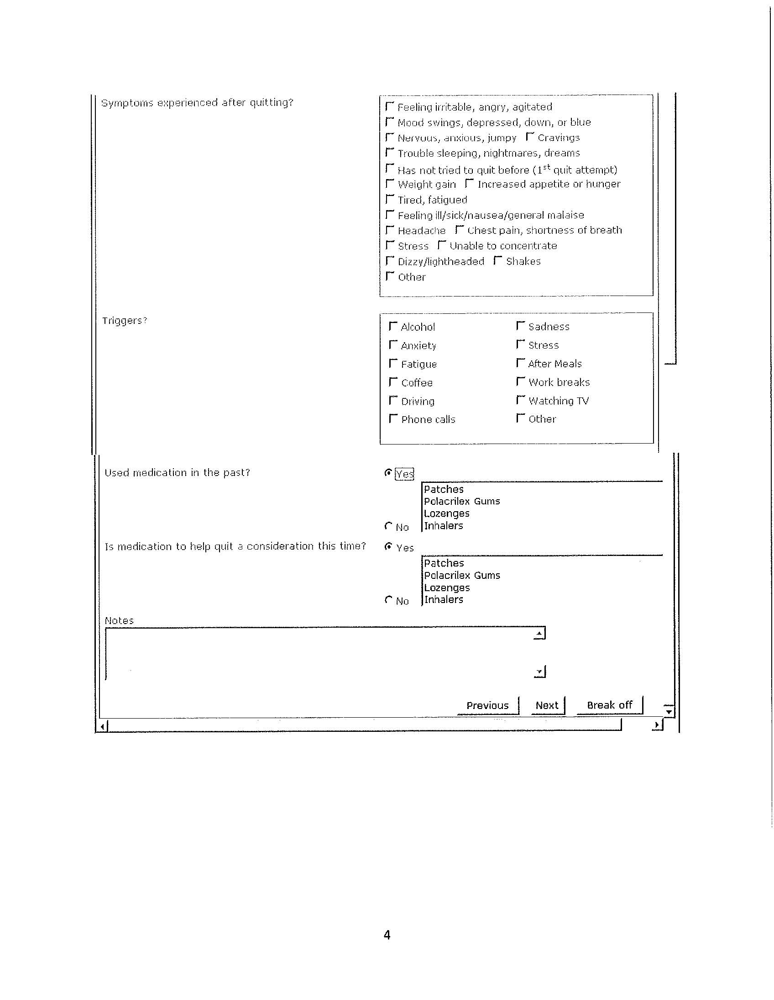 Symptoms experienced after quitting?
Feeling irritable, angry, agitated
Mood swings, depressed, down, or blue
Nervous, anxious, jumpy Cravings
Trouble sleeping, nightmares, dreams
Has not tried to quit before (1st quit attempt)
Weight gain Increased appetite or hunger
Tired, fatigued
Feeling ill/sick/nausea/general malaise
Headache Chest pain, shortness of breath
Stress Unable to concentrate
Dizzy/lightheaded Shakes
Other
Triggers?
Alcohol Sadness
Anxiety Stress
Fatigue After Meals
Coffee Work breaks
Driving Watching TV
Phone calls Other
Used medication in the past?
Yes
Patches
Polacrilex Gums
Lozenges
No Inhalers
Is medication to help quit a consideration this time? Yes
Patches
Polacrilex Gums
Lozenges
No Inhalers
Notes
Previous Next Break off
4